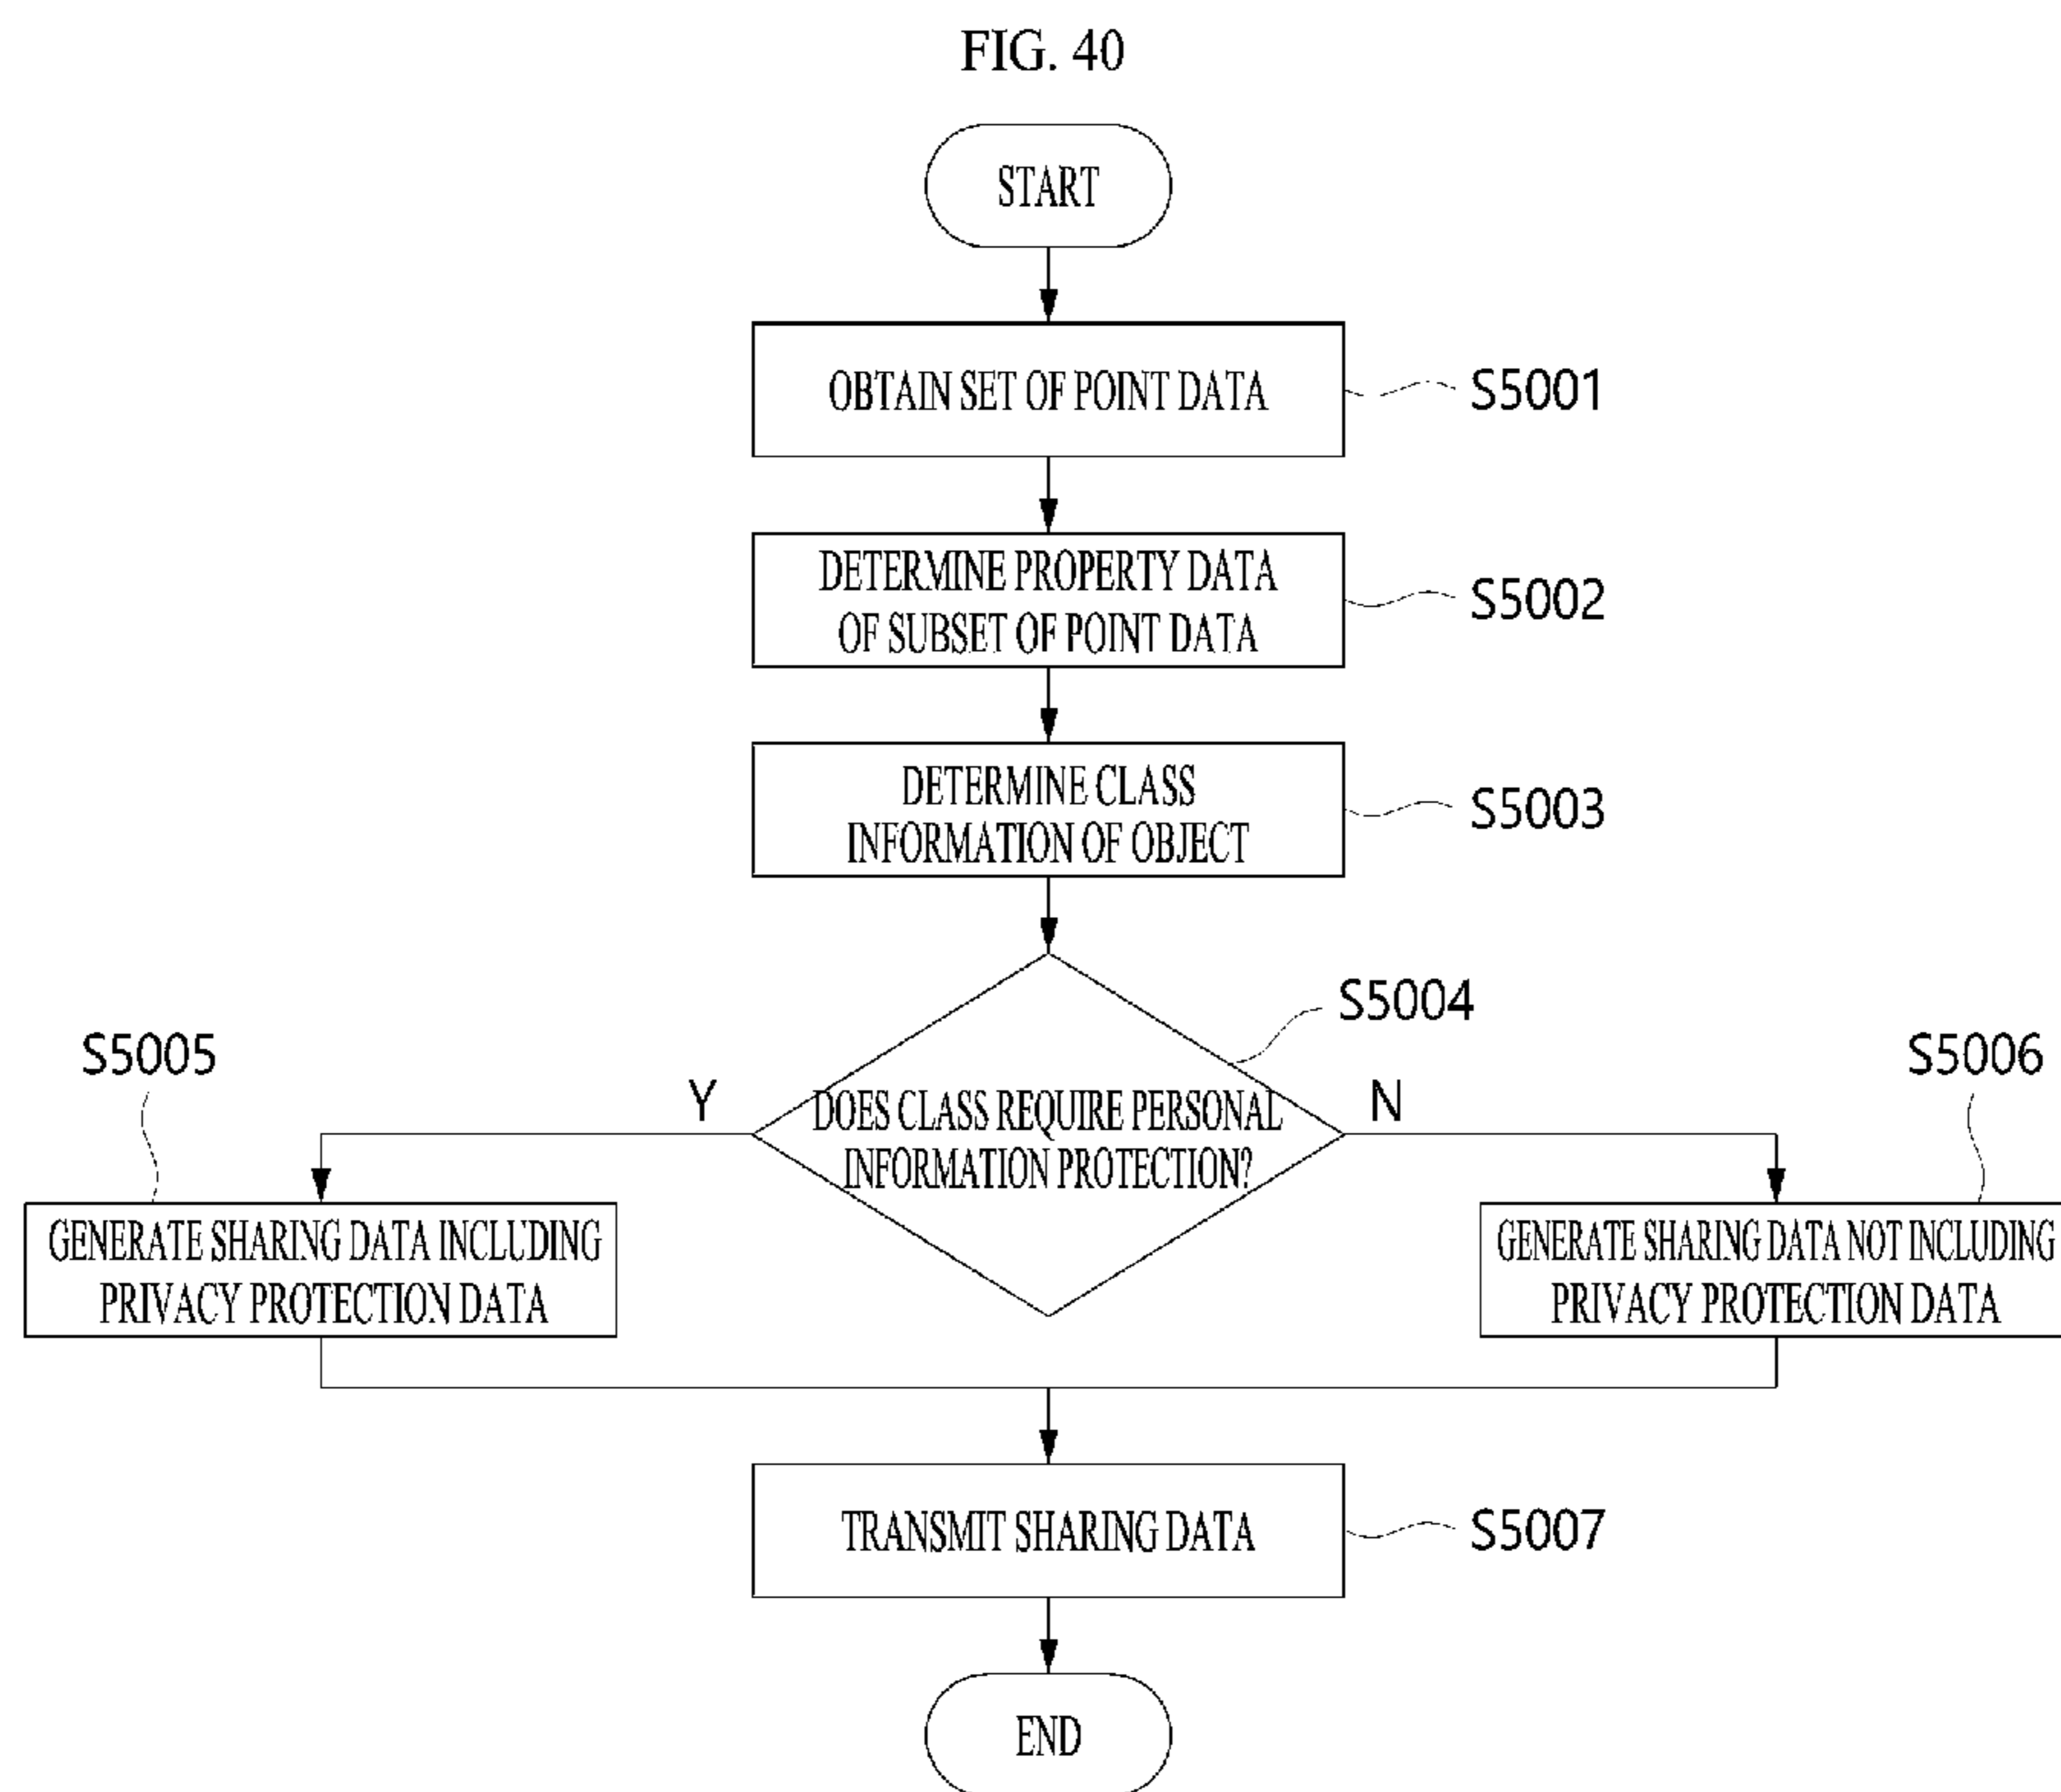 FIG. 40
START
OBTAIN SET OF POINT DATA
S5001
DETERMINE PROPERTY DATA
OF SUBSET OF POINT DATA
S5002
DETERMINE CLASS
INFORMATION OF OBJECT
S5003
S5004
DOES CLASS REQUIRE PERSONAL
INFORMATION PROTECTION?
Y
N
S5005
GENERATE SHARING DATA INCLUDING
PRIVACY PROTECTION DATA
S5006
GENERATE SHARING DATA NOT INCLUDING
PRIVACY PROTECTION DATA
TRANSMIT SHARING DATA
S5007
END